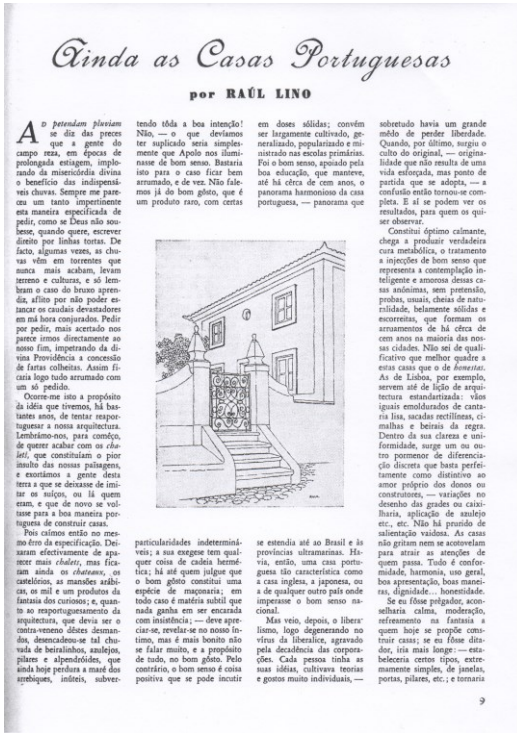 Ainda as Casas Portuguesas
por RAÚL LINO
AD petendam pluviam
se diz das preces
que a gente do
campo reza, em épocas de
prolongada estiagem, implo-
rando da misericórdia divina
o benefício das indispensá-
veis chuvas. Sempre me pare-
ceu um tanto impertinente
esta maneira especificada de
pedir, como se Deus não sou-
besse, quando quere, escrever
direito por linhas tortas. De
facto, algumas vezes, as chu-
vas vêm em torrentes que
nunca mais acabam, levam
terreno e culturas, e só lem-
bram o caso do bruxo apren-
diz, aflito por não poder es-
tancar os caudais devastadores
em má hora conjurados. Pedir
por pedir, mais acertado nos
parece irmos directamente ao
nosso fim, impetrando da di-
vina Providência a concessão
de fartas colheitas. Assim fi-
caria logo tudo arrumado com
um só pedido.
Ocorre-me isto a propósito
da idéia que tivemos, há bas-
tantes anos, de tentar reapor-
tuguesar a nossa arquitectura.
Lembrámo-nos, para começo,
de querer acabar com os cha-
lets, que constituíam o pior
insulto das nossas païsagens,
e exortámos a gente desta
terra a que se deixasse de imi-
tar os suíços, ou lá quem
eram, e que de novo se vol-
tasse para a boa maneira por-
tuguesa de construir casas.
Pois caímos então no mes-
mo êrro da especificação. Dei-
xaram efectivamente de apa-
recer mais chalets, mas fica-
ram ainda os chateaux, os
castelórios, as mansões arábi-
cas, os mil e um produtos da
fantasia dos curiosos; e, quan-
to ao reportuguesamento da
arquitectura, que devia ser o
contra-veneno dêstes desman-
dos, desencadeou-se tal chu-
vada de beiralinhos, azulejos,
pilares e alpendróides, que
ainda hoje perdura a maré dos
arrebiques, inúteis, subver-
tendo tôda a boa intenção!
Não, — o que devíamos
ter suplicado seria simples-
mente que Apolo nos ilumi-
nasse de bom senso. Bastaria
isto para o caso ficar bem
arrumado, e de vez. Não fale-
mos já do bom gôsto, que é
um produto raro, com certas
particularidades indetermin­á-
veis; a sua exegese tem qual-
quer coisa de cadeia hermé-
tica; há até quem julgue que
o bom gôsto constitui uma
espécie de maçonaria; em
todo caso é matéria subtil que
nada ganha em ser encarada
com insistência; — deve apre-
ciar-se, revelar-se no nosso ín-
timo, mas é mais bonito não
se falar muito, e a propósito
de tudo, no bom gôsto. Pelo
contrário, o bom senso é coisa
positiva que se pode incutir
em doses sólidas; convém
ser largamente cultivado, ge-
neralizado, popularizado e mi-
nistrado nas escolas primárias.
Foi o bom senso, apoiado pela
boa educação, que manteve,
até há cêrca de cem anos, o
panorama harmonioso da casa
portuguesa, — panorama que
se estendia até ao Brasil e às
províncias ultramarinas. Ha-
via, então, uma casa portu-
guesa tão característica como
a casa inglesa, a japonesa, ou
a de qualquer outro país onde
imperasse o bom senso na-
cional.
Mas veio, depois, o libera-
lismo, logo degenerando no
vírus da liberalice, agravado
pela decadência das corpora-
ções. Cada pessoa tinha as
suas idéias, cultivava teorias
e gostos muito individuais, —
sobretudo havia um grande
mêdo de perder liberdade.
Quando, por último, surgiu o
culto do original, — origina-
lidade que não resulta de uma
vida esforçada, mas ponto de
partida que se adopta, — a
confusão então tornou-se com-
pleta. E aí se podem ver os
resultados, para quem os qui-
ser observar.
Constitui óptimo calmante,
chega a produzir verdadeira
cura metabólica, o tratamento
a injecções de bom senso que
representa a contemplação in-
teligente e amorosa dessas ca-
sas anónimas, sem pretensão,
probas, usuais, cheias de natu-
ralidade, belamente sólidas e
escorreitas, que formam os
arruamentos de há cêrca de
cem anos na maioria das nos-
sas cidades. Não sei de quali-
ficativo que melhor quadre a
estas casas que o de honestas.
As de Lisboa, por exemplo,
servem até de lição de arqui-
tectura estandartizada: vãos
iguais emoldurados de canta-
ria lisa, sacadas rectilíneas, ci-
malhas e beirais da regra.
Dentro da sua clareza e uni-
formidade, surge um ou ou-
tro pormenor de diferencia-
ção discreta que basta perfei-
tamente como distintivo ao
amor próprio dos donos ou
construtores, — variações no
desenho das grades ou caixi-
lharia, aplicação de azulejo
etc., etc. Não há prurido de
salientação vaidosa. As casas
não gritam nem se acotovelam
para atrair as atenções de
quem passa. Tudo é confor-
midade, harmonia, uso geral,
boa apresentação, boas manei-
ras, dignidade... honestidade.
Se eu fôsse prègador, acon-
selharia calma, moderação,
refreamento na fantasia a
quem hoje se propõe cons-
truir casas; se eu fôsse dita-
dor, iria mais longe: — esta-
beleceria certos tipos, extre-
mamente simples, de janelas,
portas, pilares, etc.; e tornaria
9